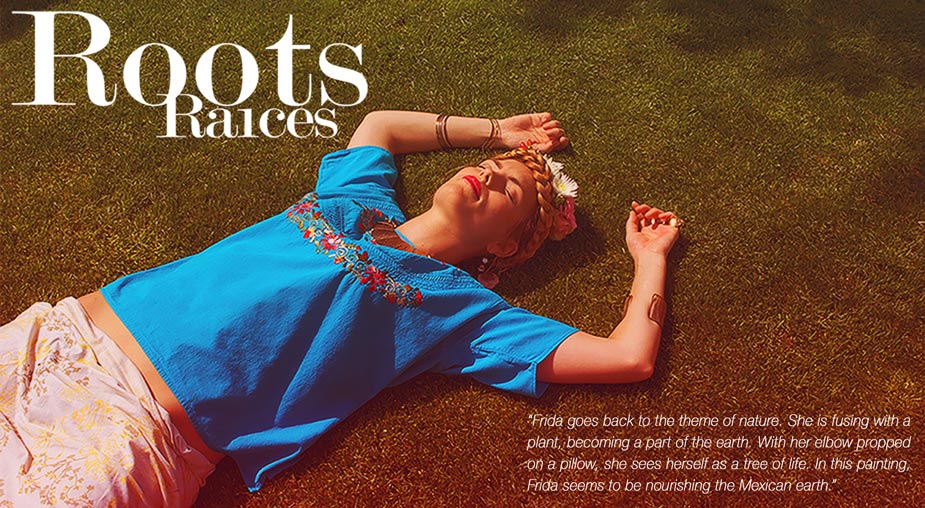 Roots
Raices
"Frida goes back to the theme of nature. She is fusing with a
plant, becoming a part of the earth. With her elbow propped
on a pillow, she sees herself as a tree of life. In this painting,
Frida seems to be nourishing the Mexican earth."